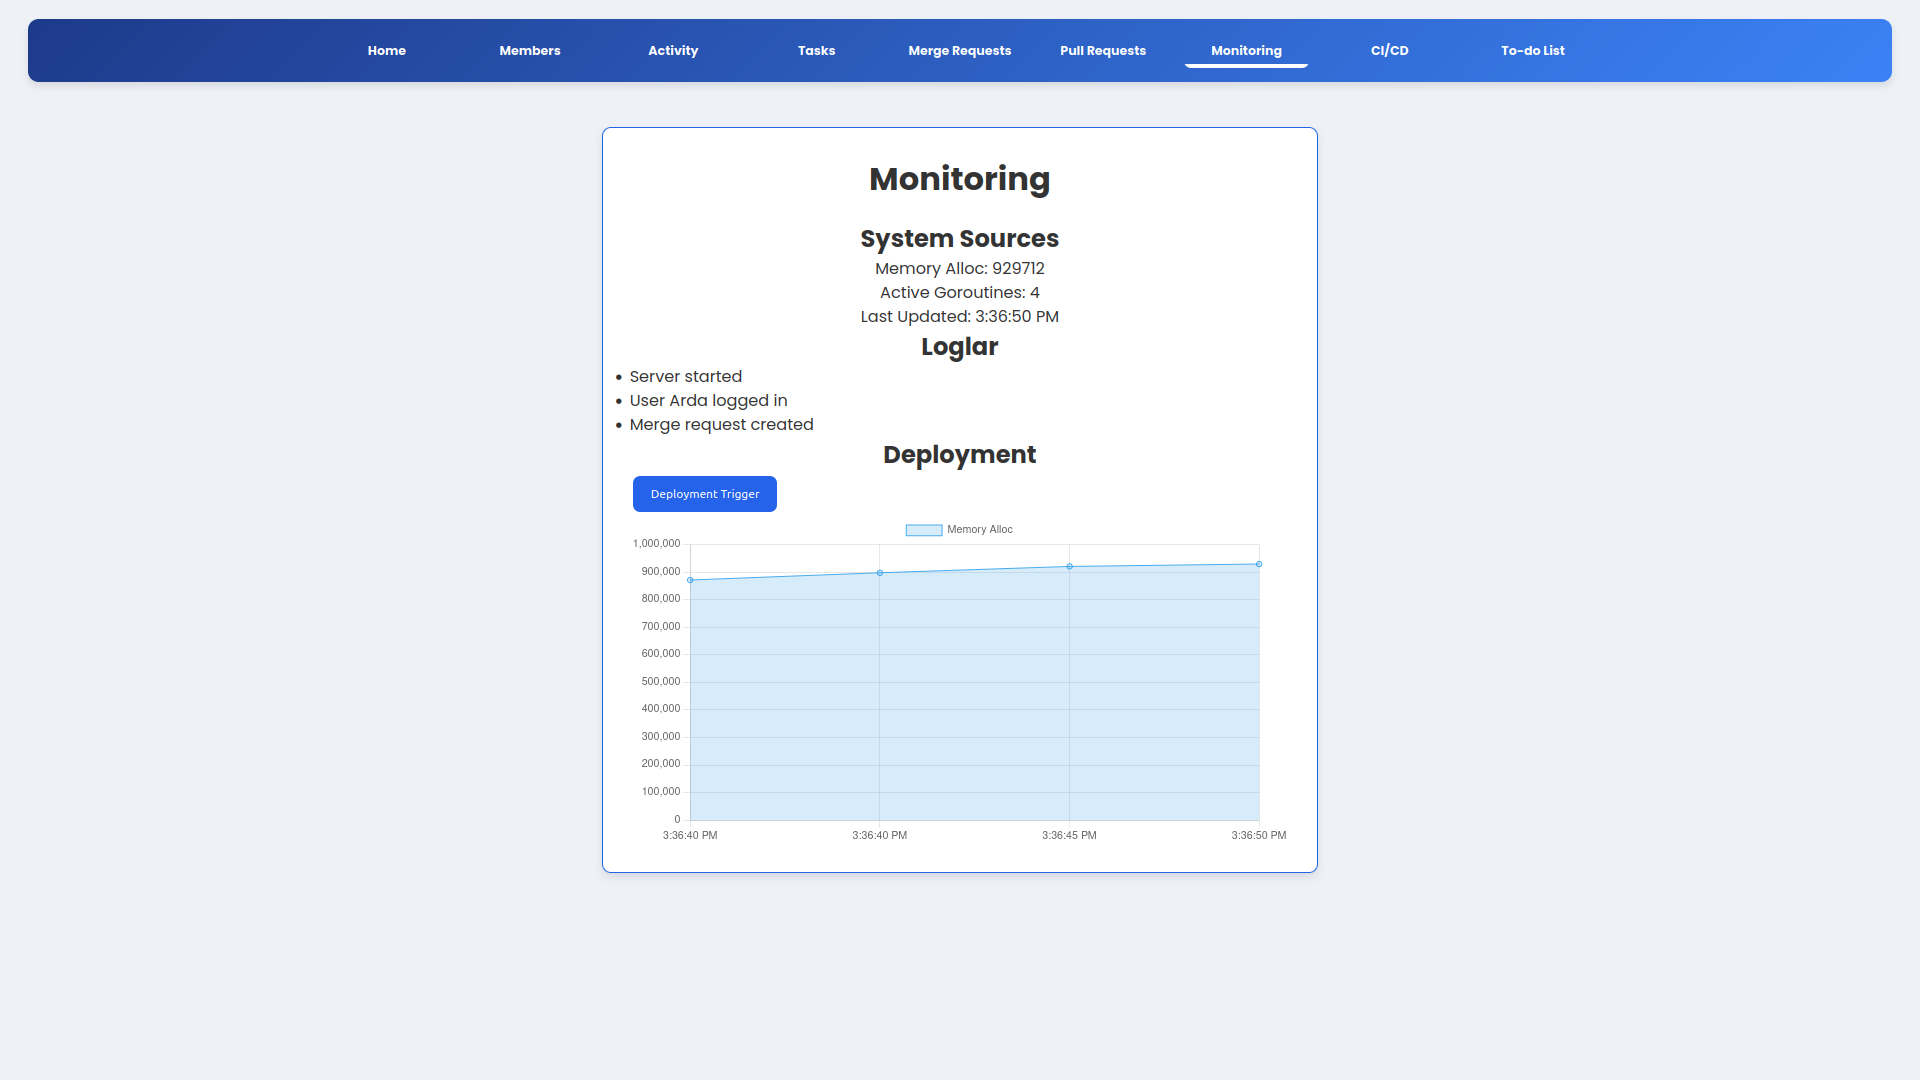 Home Members Activity Tasks Merge Requests Pull Requests Monitoring CI/CD To-do List
Monitoring
System Sources
Memory Alloc: 929712
Active Goroutines: 4
Last Updated: 3:36:50 PM
Loglar
• Server started
• User Arda logged in
• Merge request created
Deployment
Deployment Trigger
Memory Alloc
1,000,000
900,000
800,000
700,000
600,000
500,000
400,000
300,000
200,000
100,000
0
3:36:40 PM 3:36:40 PM 3:36:45 PM 3:36:50 PM